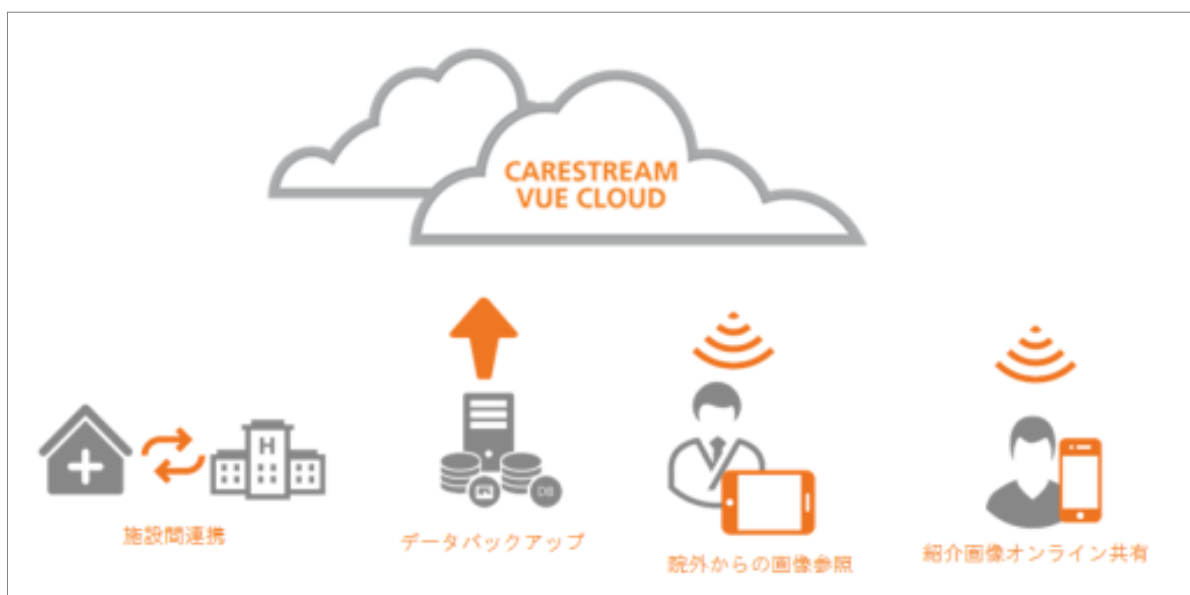 CARESTREAM
VUE CLOUD
H
DB
施設間連携
データバックアップ
院外からの画像参照
紹介画像オンライン共有